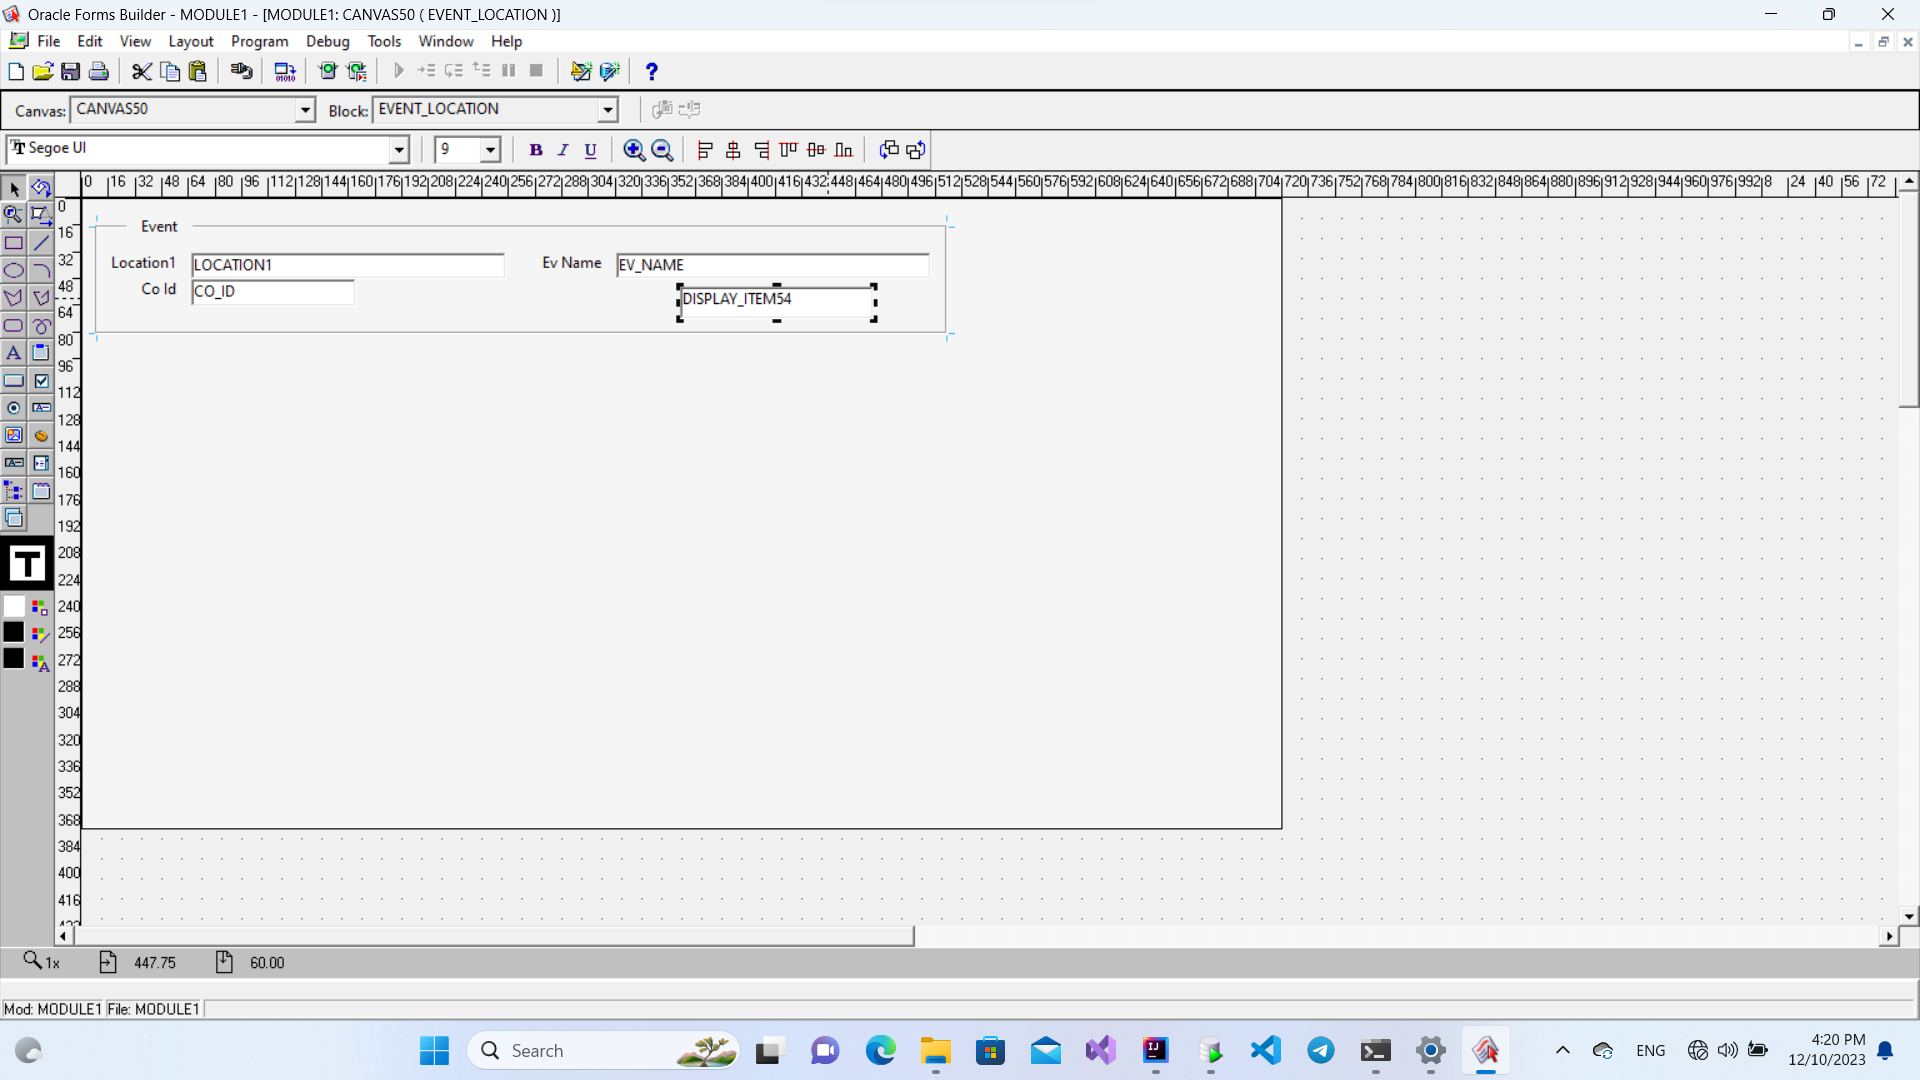 Oracle Forms Builder - MODULE1 - [MODULE1: CANVAS50 ( EVENT_LOCATION )]
File Edit View Layout Program Debug Tools Window Help
Canvas: CANVAS50 Block: EVENT_LOCATION
Segoe UI 9 B I U
0 16 32 48 64 80 96 112 128 144 160 176 192 208 224 240 256 272 288 304 320 336 352 368 384 400 416 432 448 464 480 496 512 528 544 560 576 592 608 624 640 656 672 688 704 720 736 752 768 784 800 816 832 848 864 880 896 912 928 944 960 976 992 8 24 40 56 72
0
16
32
48
64
80
96
112
128
144
160
176
192
208
224
240
256
272
288
304
320
336
352
368
384
400
416
Event
Location1 LOCATION1 Ev Name EV_NAME
Co Id CO_ID DISPLAY_ITEM54
1x 447.75 60.00
Mod: MODULE1 File: MODULE1
Search
ENG
4:20 PM
12/10/2023